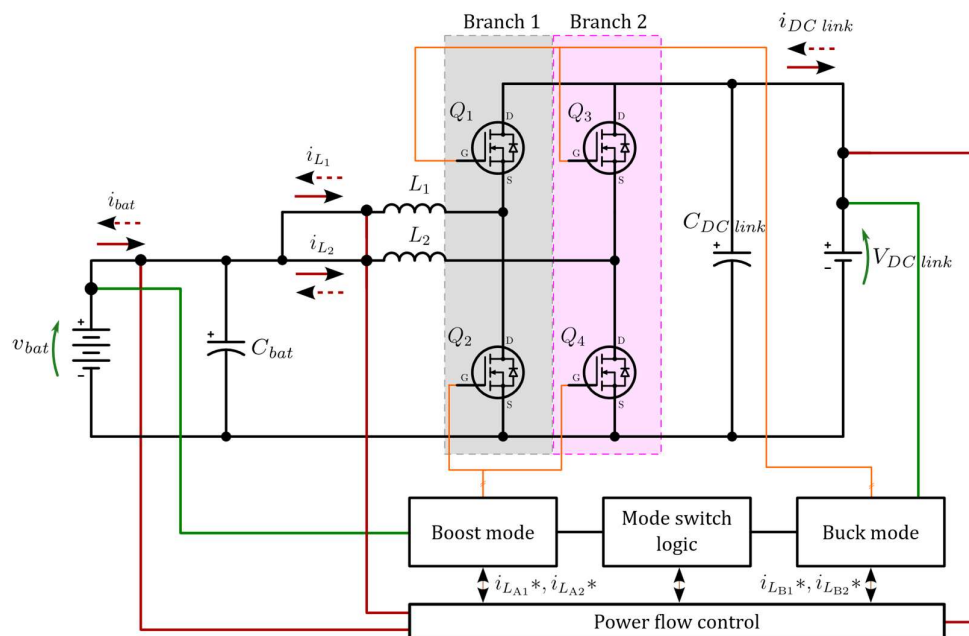 Branch 1
Branch 2
i_{DC link}
Q_1
D
G
S
Q_3
D
G
S
i_{L_1}
L_1
i_{bat}
i_{L_2}
L_2
C_{DC link}
+
+
-
V_{DC link}
v_{bat}
+
-
+
C_{bat}
Q_2
D
G
S
Q_4
D
G
S
Boost mode
Mode switch
logic
Buck mode
i_{L_{A1}}*, i_{L_{A2}}*
i_{L_{B1}}*, i_{L_{B2}}*
Power flow control